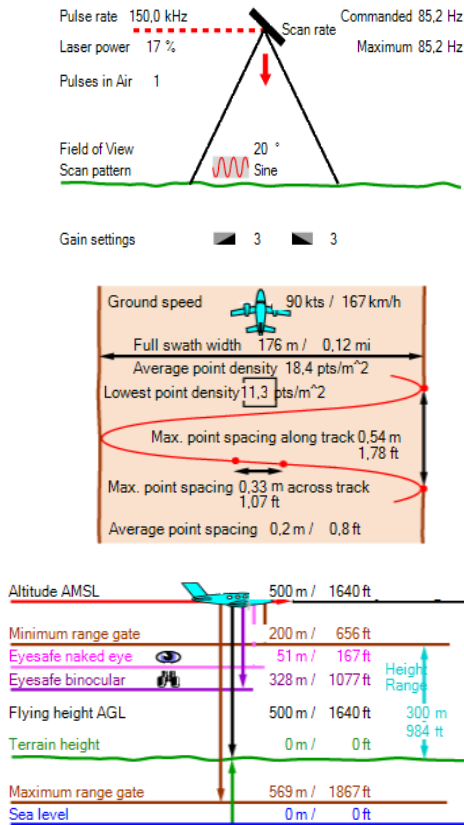 Pulse rate 150,0 kHz Commanded 85,2 Hz
Scan rate
Laser power 17 % Maximum 85,2 Hz
Pulses in Air 1
Field of View 20 °
Scan pattern Sine
Gain settings 3 3
Ground speed 90 kts / 167 km/h
Full swath width 176 m / 0,12 mi
Average point density 18,4 pts/m^2
Lowest point density 11,3 pts/m^2
Max. point spacing along track 0,54 m
1,78 ft
Max. point spacing 0,33 m across track
1,07 ft
Average point spacing 0,2 m / 0,8 ft
Altitude AMSL 500 m / 1640 ft
Minimum range gate 200 m / 656 ft
Eyesafe naked eye 51 m / 167 ft
Height
Eyesafe binocular 328 m / 1077 ft
Range
Flying height AGL 500 m / 1640 ft 300 m
984 ft
Terrain height 0 m / 0 ft
Maximum range gate 569 m / 1867 ft
Sea level 0 m / 0 ft